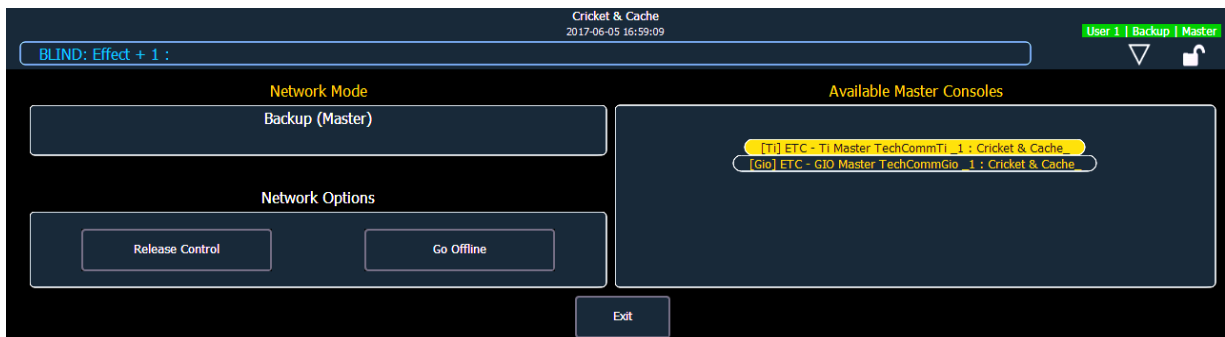 Cricket & Cache
2017-06-05 16:59:09
User 1 | Backup | Master
BLIND: Effect + 1 :
Network Mode
Backup (Master)
Network Options
Release Control
Go Offline
Available Master Consoles
[Ti] ETC - Ti Master TechCommTi _1 : Cricket & Cache_
[Gio] ETC - GIO Master TechCommGio _1 : Cricket & Cache_
Exit